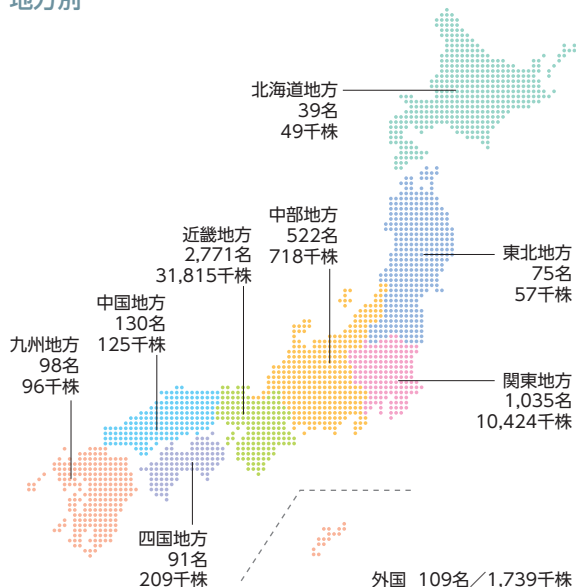 地方別
北海道地方
39名
49千株
東北地方
75名
57千株
中部地方
522名
718千株
近畿地方
2,771名
31,815千株
中国地方
130名
125千株
九州地方
98名
96千株
関東地方
1,035名
10,424千株
四国地方
91名
209千株
外国 109名／1,739千株